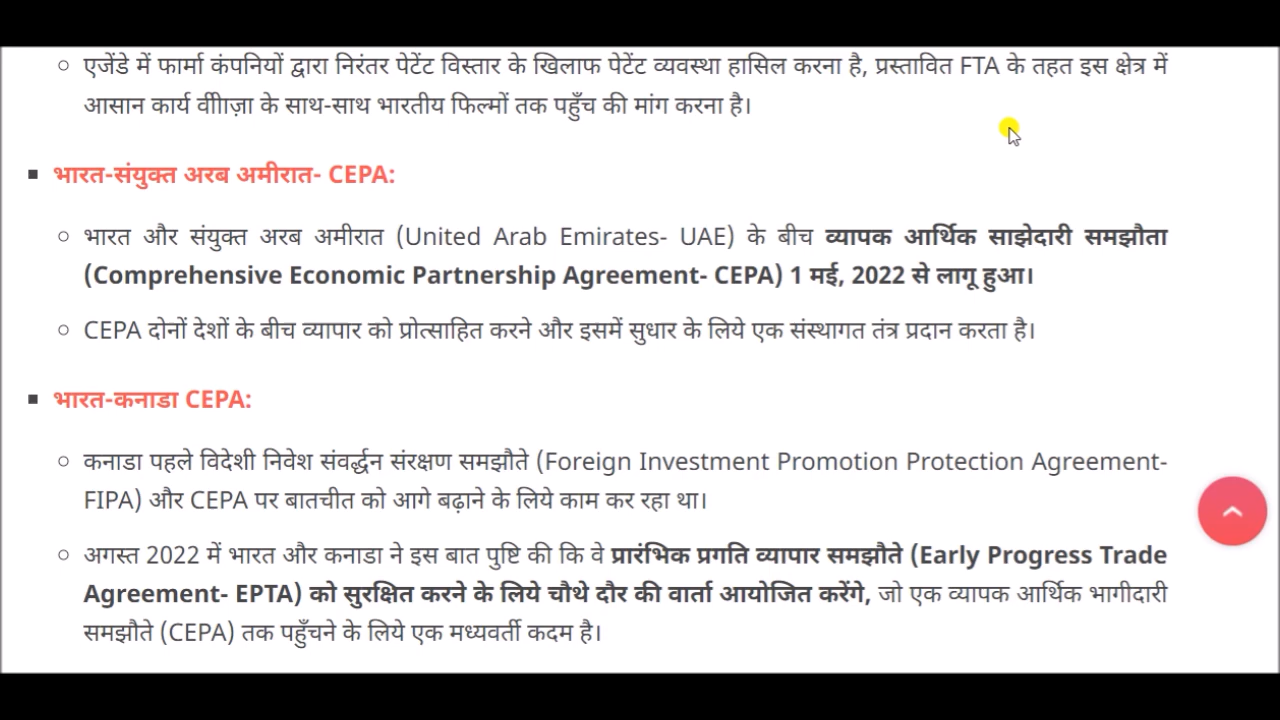 एजेंडे में फार्मा कंपनियों द्वारा निरंतर पेटेंट विस्तार के खिलाफ पेटेंट व्यवस्था हासिल करना है, प्रस्तावित FTA के तहत इस क्षेत्र में
आसान कार्य वीीज़ा के साथ-साथ भारतीय फिल्मों तक पहुँच की मांग करना है।
भारत-संयुक्त अरब अमीरात- CEPA:
भारत और संयुक्त अरब अमीरात (United Arab Emirates- UAE) के बीच व्यापक आर्थिक साझेदारी समझौता
(Comprehensive Economic Partnership Agreement- CEPA) 1 मई, 2022 से लागू हुआ।
CEPA दोनों देशों के बीच व्यापार को प्रोत्साहित करने और इसमें सुधार के लिये एक संस्थागत तंत्र प्रदान करता है।
भारत-कनाडा CEPA:
कनाडा पहले विदेशी निवेश संवर्द्धन संरक्षण समझौते (Foreign Investment Promotion Protection Agreement-
FIPA) और CEPA पर बातचीत को आगे बढ़ाने के लिये काम कर रहा था।
अगस्त 2022 में भारत और कनाडा ने इस बात पुष्टि की कि वे प्रारंभिक प्रगति व्यापार समझौते (Early Progress Trade
Agreement- EPTA) को सुरक्षित करने के लिये चौथे दौर की वार्ता आयोजित करेंगे, जो एक व्यापक आर्थिक भागीदारी
समझौते (CEPA) तक पहुँचने के लिये एक मध्यवर्ती कदम है।